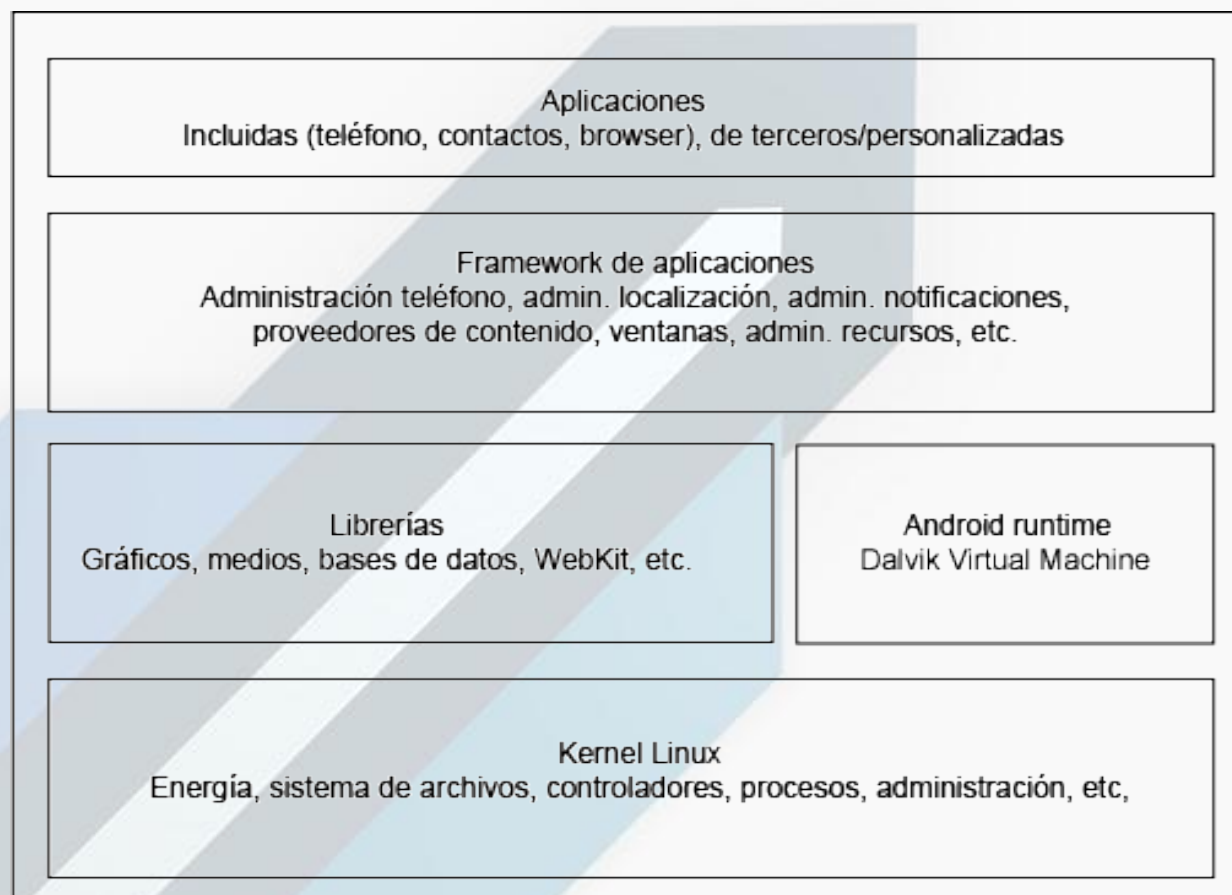 Aplicaciones
Incluidas (teléfono, contactos, browser), de terceros/personalizadas
Framework de aplicaciones
Administración teléfono, admin. localización, admin. notificaciones,
proveedores de contenido, ventanas, admin. recursos, etc.
Librerías
Gráficos, medios, bases de datos, WebKit, etc.
Android runtime
Dalvik Virtual Machine
Kernel Linux
Energía, sistema de archivos, controladores, procesos, administración, etc,